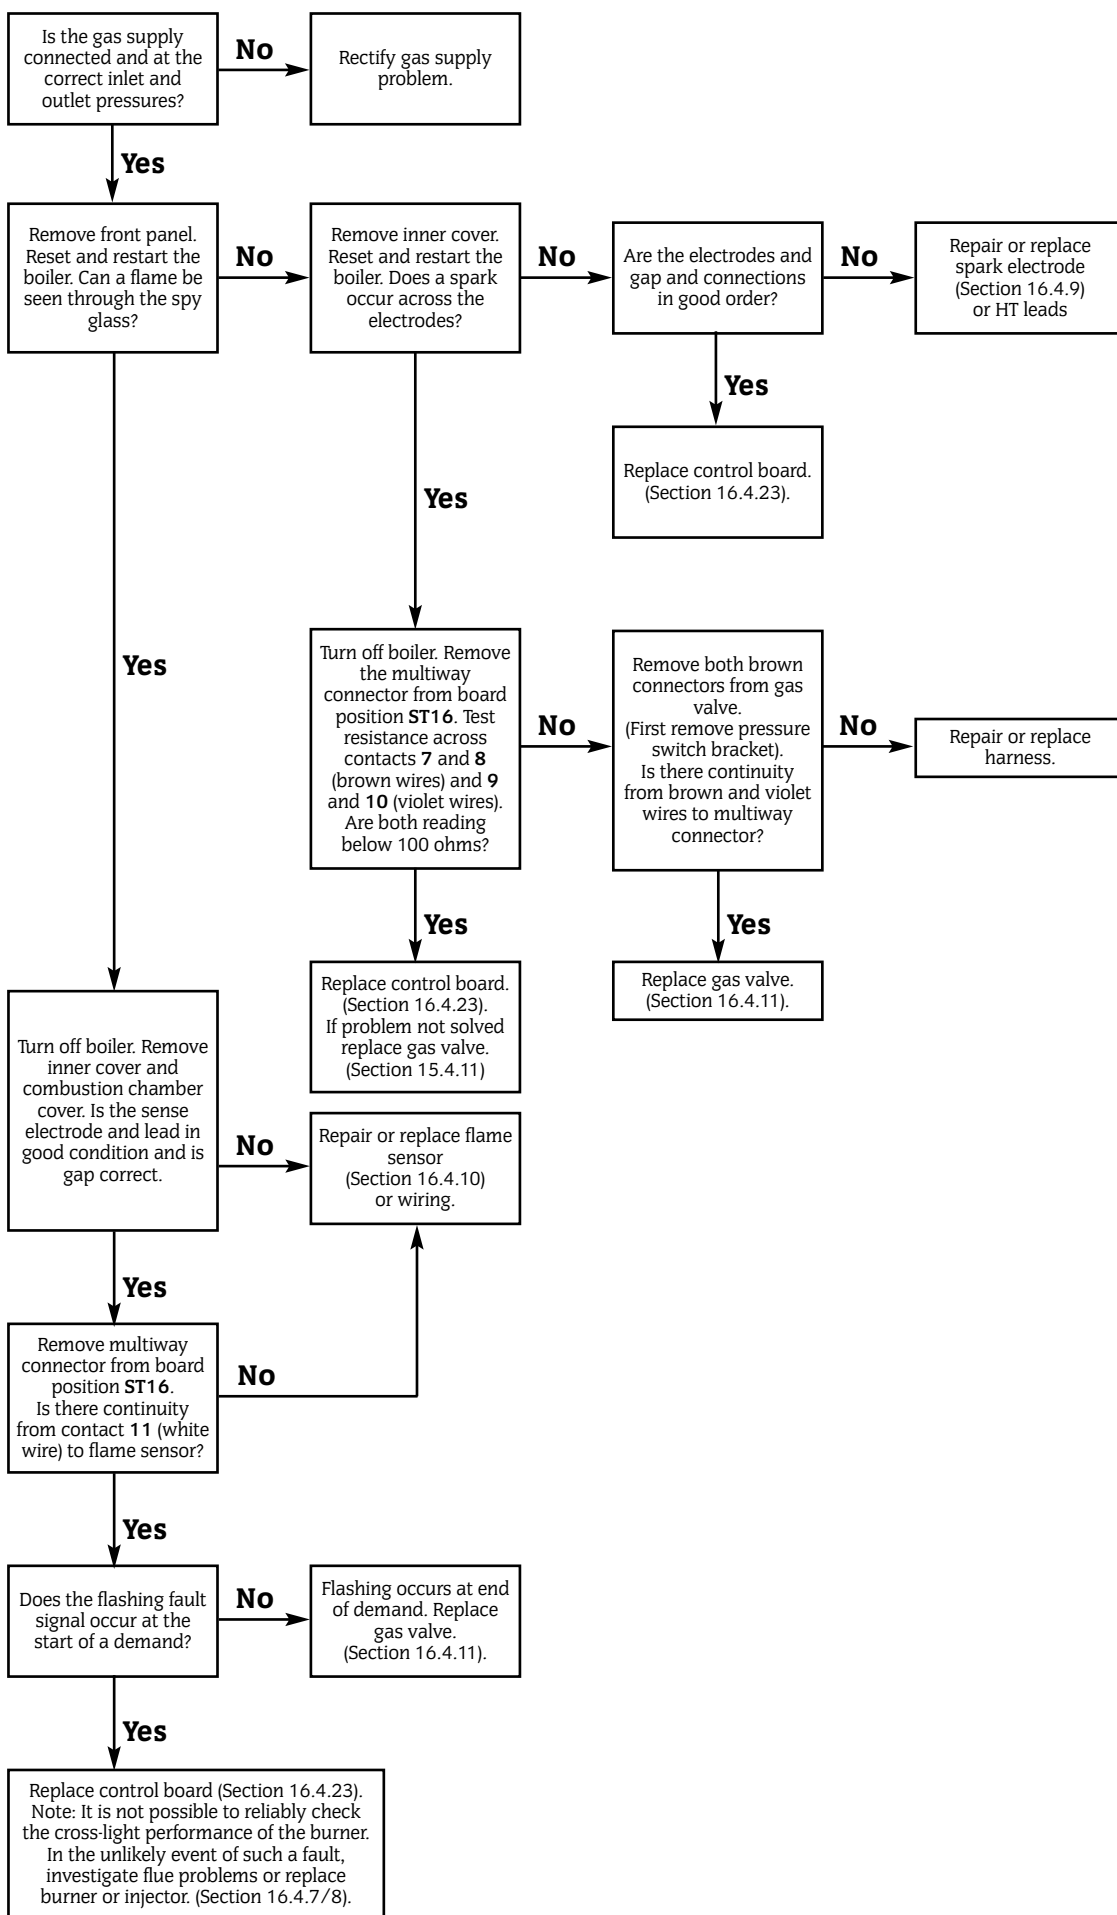 Is the gas supply
connected and at the
correct inlet and
outlet pressures?
No
Rectify gas supply
problem.
Yes
Remove front panel.
Reset and restart the
boiler. Can a flame be
seen through the spy
glass?
No
Remove inner cover.
Reset and restart the
boiler. Does a spark
occur across the
electrodes?
No
Are the electrodes and
gap and connections
in good order?
No
Repair or replace
spark electrode
(Section 16.4.9)
or HT leads
Yes
Replace control board.
(Section 16.4.23).
Yes
Yes
Turn off boiler. Remove
the multiway
connector from board
position ST16. Test
resistance across
contacts 7 and 8
(brown wires) and 9
and 10 (violet wires).
Are both reading
below 100 ohms?
No
Remove both brown
connectors from gas
valve.
(First remove pressure
switch bracket).
Is there continuity
from brown and violet
wires to multiway
connector?
No
Repair or replace
harness.
Yes
Replace control board.
(Section 16.4.23).
If problem not solved
replace gas valve.
(Section 15.4.11)
Yes
Replace gas valve.
(Section 16.4.11).
Turn off boiler. Remove
inner cover and
combustion chamber
cover. Is the sense
electrode and lead in
good condition and is
gap correct.
No
Repair or replace flame
sensor
(Section 16.4.10)
or wiring.
Yes
Remove multiway
connector from board
position ST16.
Is there continuity
from contact 11 (white
wire) to flame sensor?
No
Yes
Does the flashing fault
signal occur at the
start of a demand?
No
Flashing occurs at end
of demand. Replace
gas valve.
(Section 16.4.11).
Yes
Replace control board (Section 16.4.23).
Note: It is not possible to reliably check
the cross-light performance of the burner.
In the unlikely event of such a fault,
investigate flue problems or replace
burner or injector. (Section 16.4.7/8).